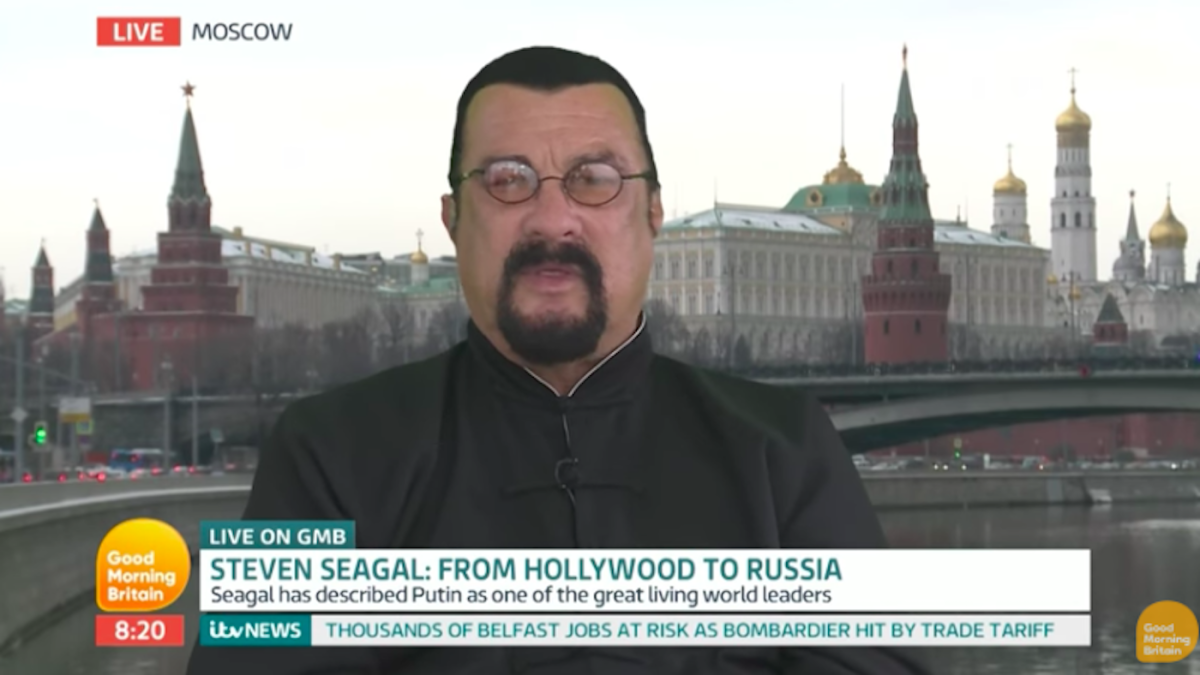 LIVE MOSCOW
LIVE ON GMB
Good
Morning
Britain
STEVEN SEAGAL: FROM HOLLYWOOD TO RUSSIA
Seagal has described Putin as one of the great living world leaders
8:20
itv NEWS THOUSANDS OF BELFAST JOBS AT RISK AS BOMBARDIER HIT BY TRADE TARIFF
Good
Morning
Britain